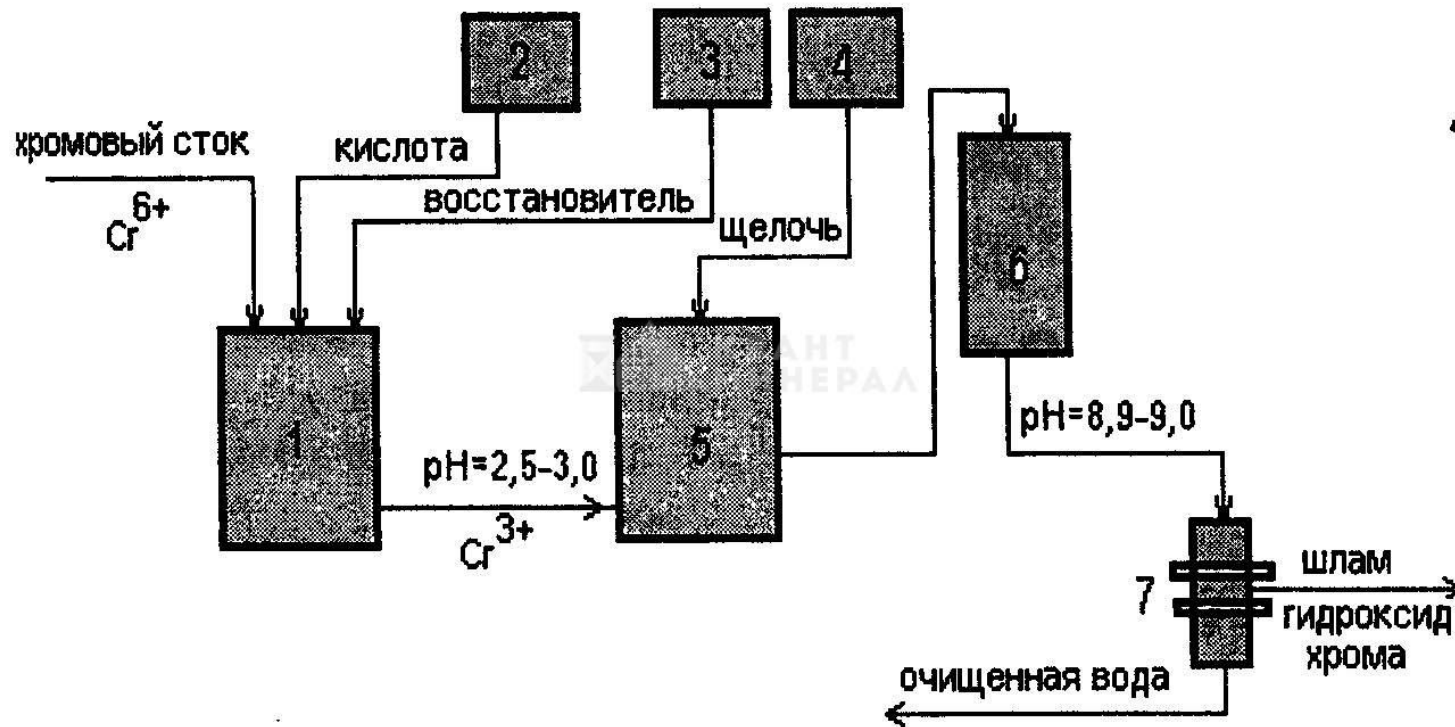 2
3
4
хромовый сток
кислота
Cr6+
восстановитель
щелочь
6
1
5
pH=2,5-3,0
Cr3+
pH=8,9-9,0
7
шлам
гидроксид
хрома
очищенная вода